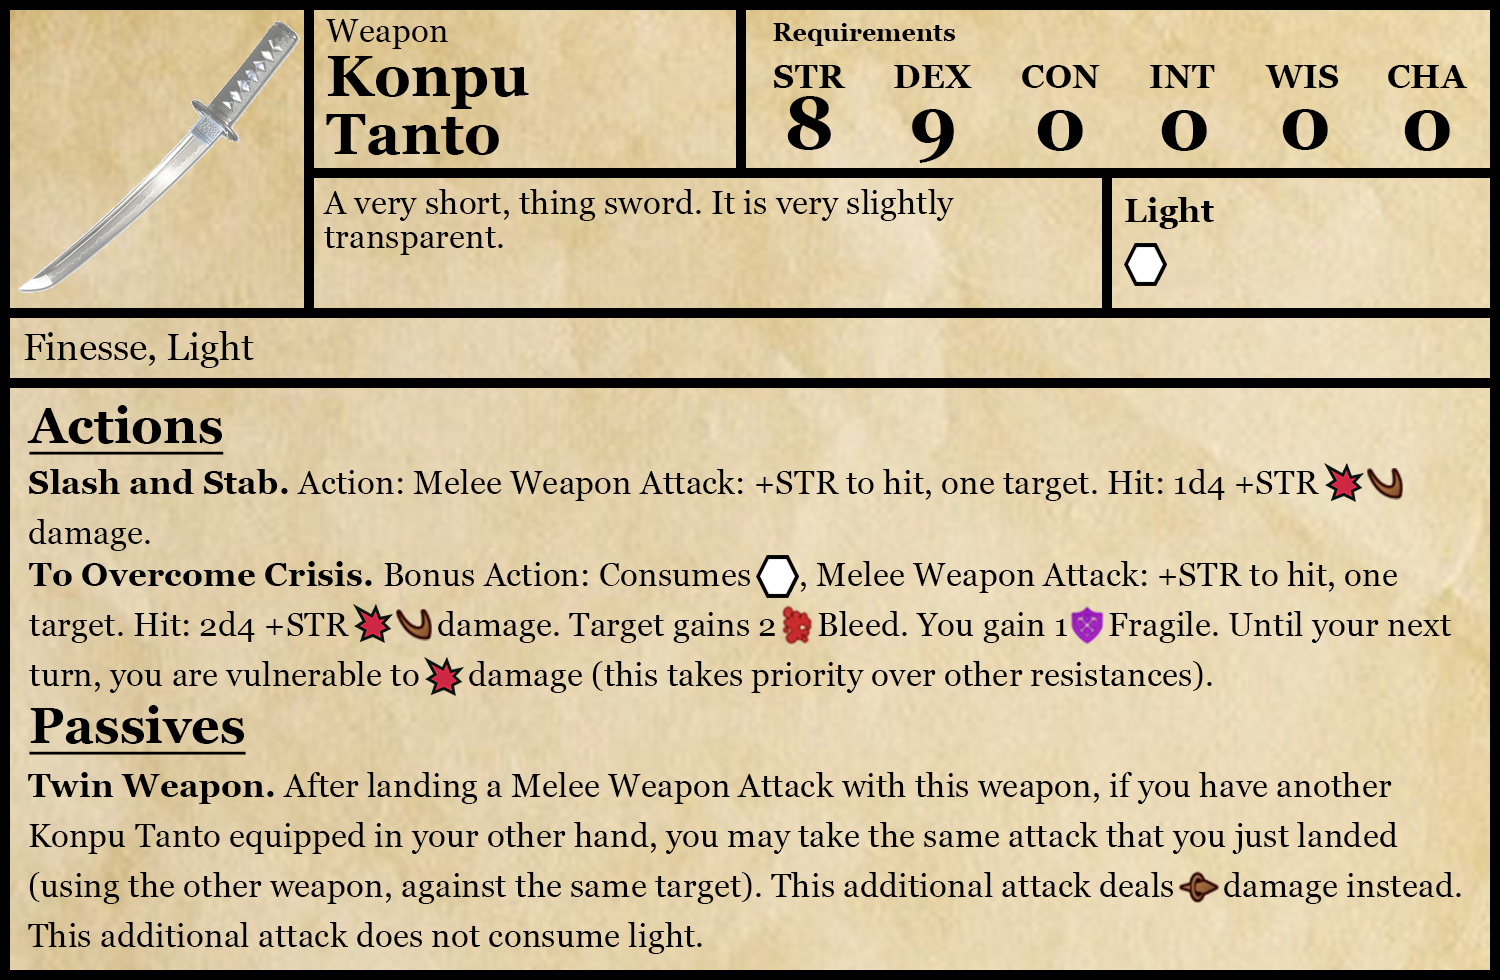 Weapon
Konpu
Tanto
Requirements
STR DEX CON INT WIS CHA
8 9 0 0 0 0
A very short, thing sword. It is very slightly
transparent.
Light
Finesse, Light
Actions
Slash and Stab. Action: Melee Weapon Attack: +STR to hit, one target. Hit: 1d4 +STR
damage.
To Overcome Crisis. Bonus Action: Consumes , Melee Weapon Attack: +STR to hit, one
target. Hit: 2d4 +STR damage. Target gains 2 Bleed. You gain 1 Fragile. Until your next
turn, you are vulnerable to damage (this takes priority over other resistances).
Passives
Twin Weapon. After landing a Melee Weapon Attack with this weapon, if you have another
Konpu Tanto equipped in your other hand, you may take the same attack that you just landed
(using the other weapon, against the same target). This additional attack deals damage instead.
This additional attack does not consume light.